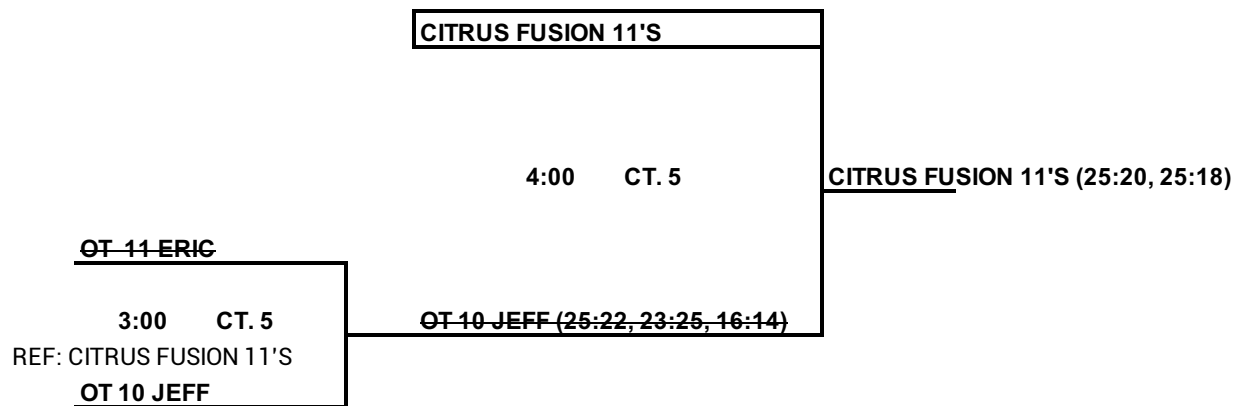 CITRUS FUSION 11'S
4:00 CT. 5
CITRUS FUSION 11'S (25:20, 25:18)
OT 11 ERIC
3:00 CT. 5
OT 10 JEFF (25:22, 23:25, 16:14)
REF: CITRUS FUSION 11'S
OT 10 JEFF